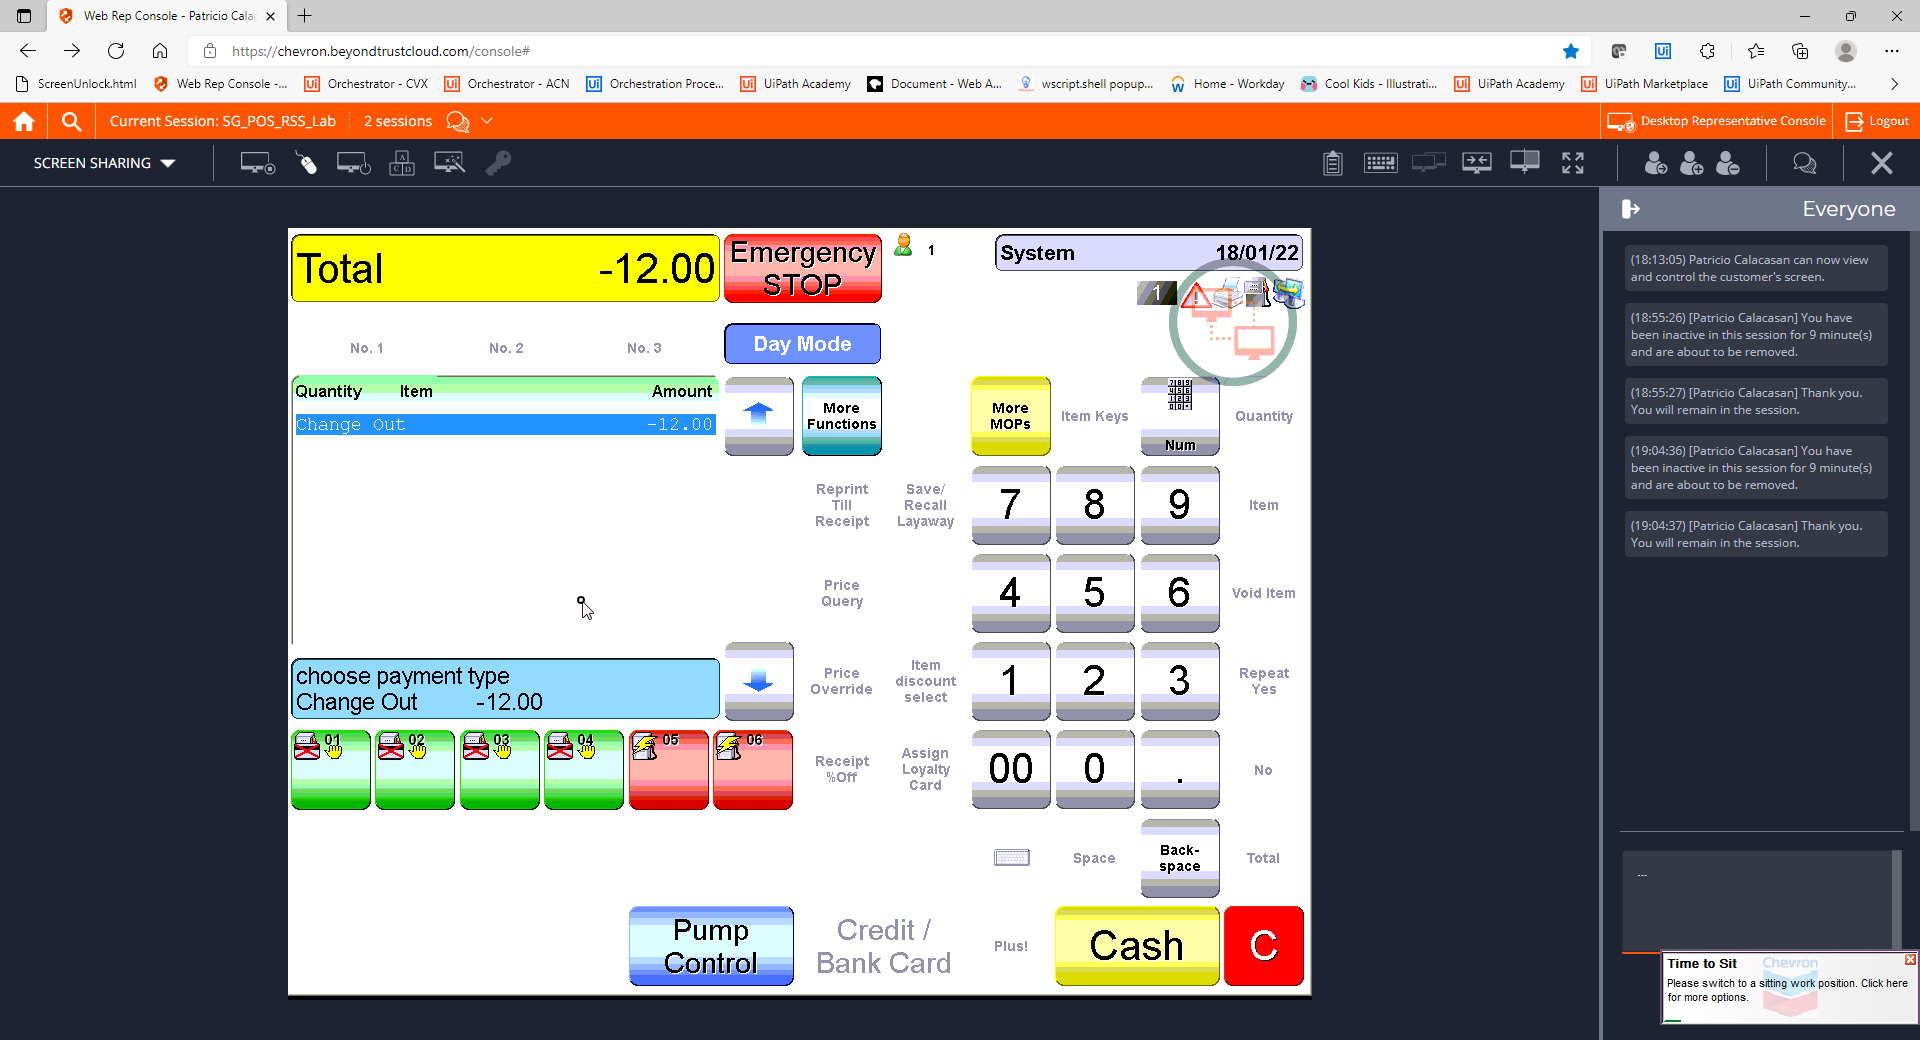 Web Rep Console - Patricio Cala
https://chevron.beyondtrustcloud.com/console#
ScreenUnlock.html
Web Rep Console -...
Orchestrator - CVX
Orchestrator - ACN
Orchestration Proce...
UiPath Academy
Document - Web A...
wscript.shell popup...
Home - Workday
Cool Kids - Illustrati...
UiPath Academy
UiPath Marketplace
UiPath Community...
Current Session: SG_POS_RSS_Lab
2 sessions
Desktop Representative Console
Logout
SCREEN SHARING
Everyone
(18:13:05) Patricio Calacasan can now view
and control the customer's screen.
(18:55:26) [Patricio Calacasan] You have
been inactive in this session for 9 minute(s)
and are about to be removed.
(18:55:27) [Patricio Calacasan] Thank you.
You will remain in the session.
(19:04:36) [Patricio Calacasan] You have
been inactive in this session for 9 minute(s)
and are about to be removed.
(19:04:37) [Patricio Calacasan] Thank you.
You will remain in the session.
...
Total -12.00
Emergency
STOP
1
System 18/01/22
1
No. 1 No. 2 No. 3
Day Mode
Quantity Item Amount
Change Out -12.00
More
Functions
More
MOPs
Item Keys
Num
Quantity
Reprint
Till
Receipt
Save/
Recall
Layaway
7 8 9
Item
Price
Query
4 5 6
Void Item
choose payment type
Change Out -12.00
Price
Override
Item
discount
select
1 2 3
Repeat
Yes
01 02 03 04 05 06
Receipt
%Off
Assign
Loyalty
Card
00 0 .
No
Space
Back-
space
Total
Pump
Control
Credit /
Bank Card
Plus!
Cash
C
Time to Sit
Chevron
Please switch to a sitting work position. Click here
for more options.